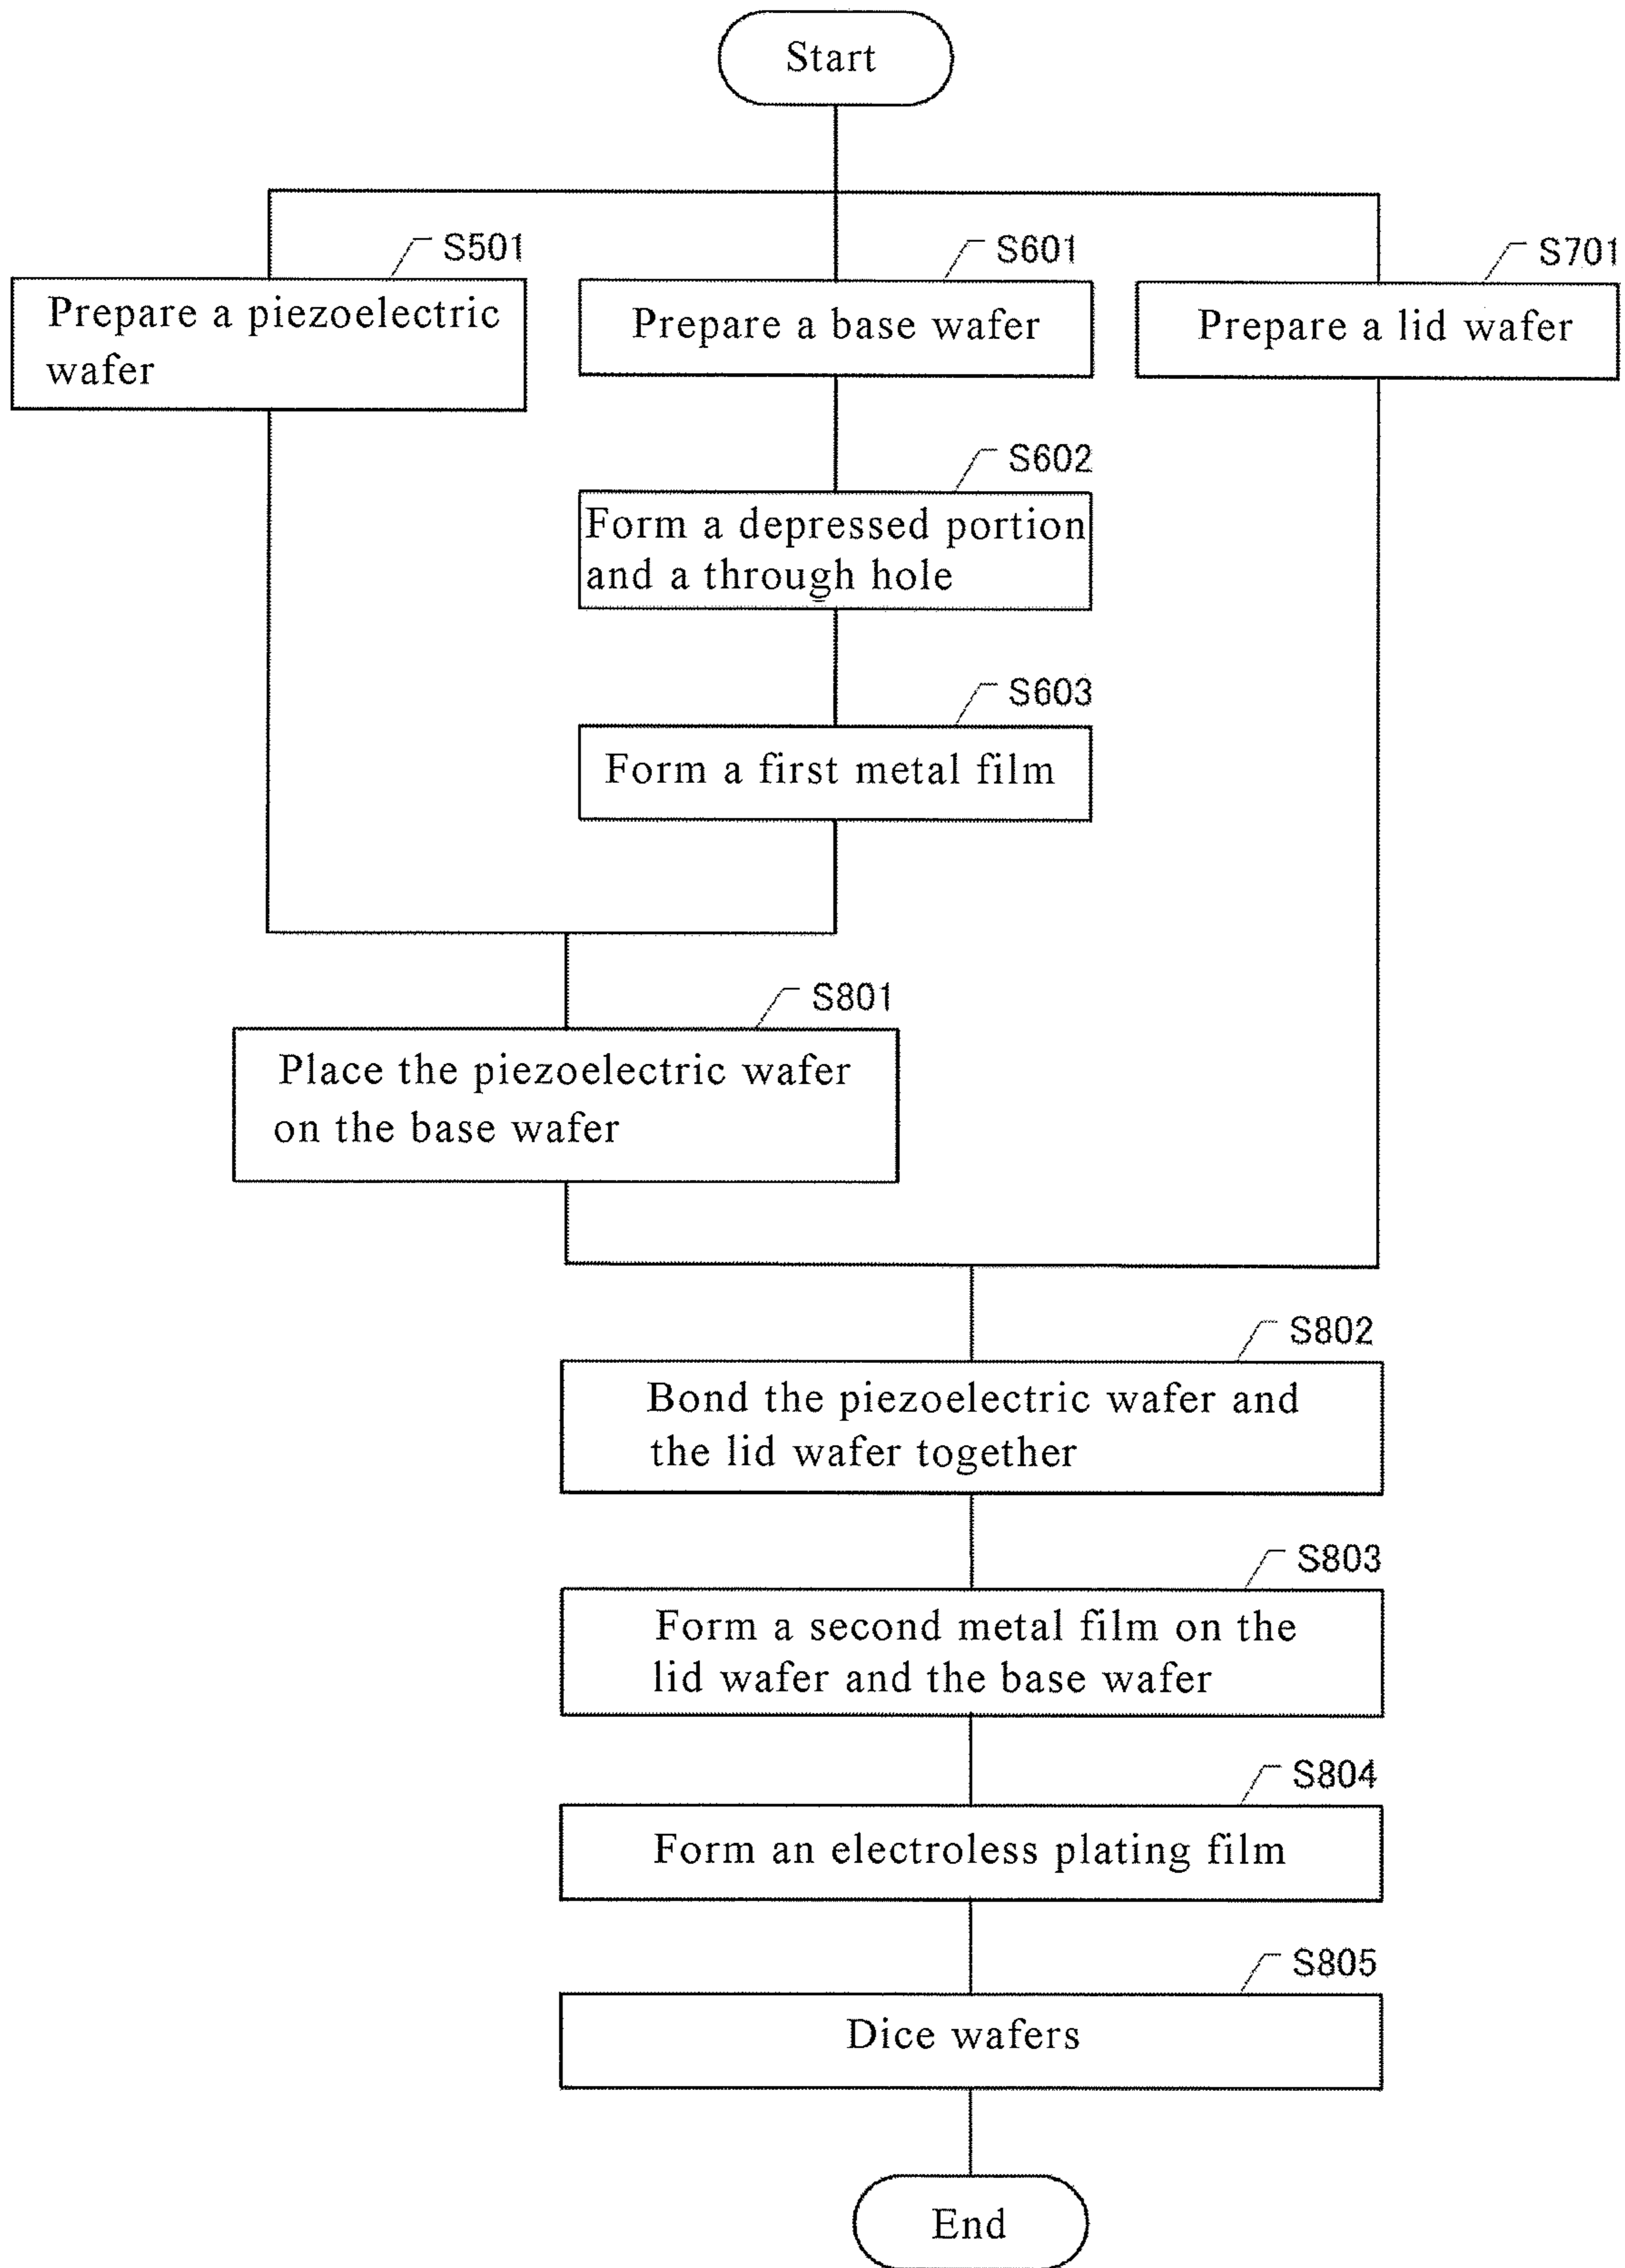 Start
S501
S601
S701
Prepare a piezoelectric
wafer
Prepare a base wafer
Prepare a lid wafer
S602
Form a depressed portion
and a through hole
S603
Form a first metal film
S801
Place the piezoelectric wafer
on the base wafer
S802
Bond the piezoelectric wafer and
the lid wafer together
S803
Form a second metal film on the
lid wafer and the base wafer
S804
Form an electroless plating film
S805
Dice wafers
End